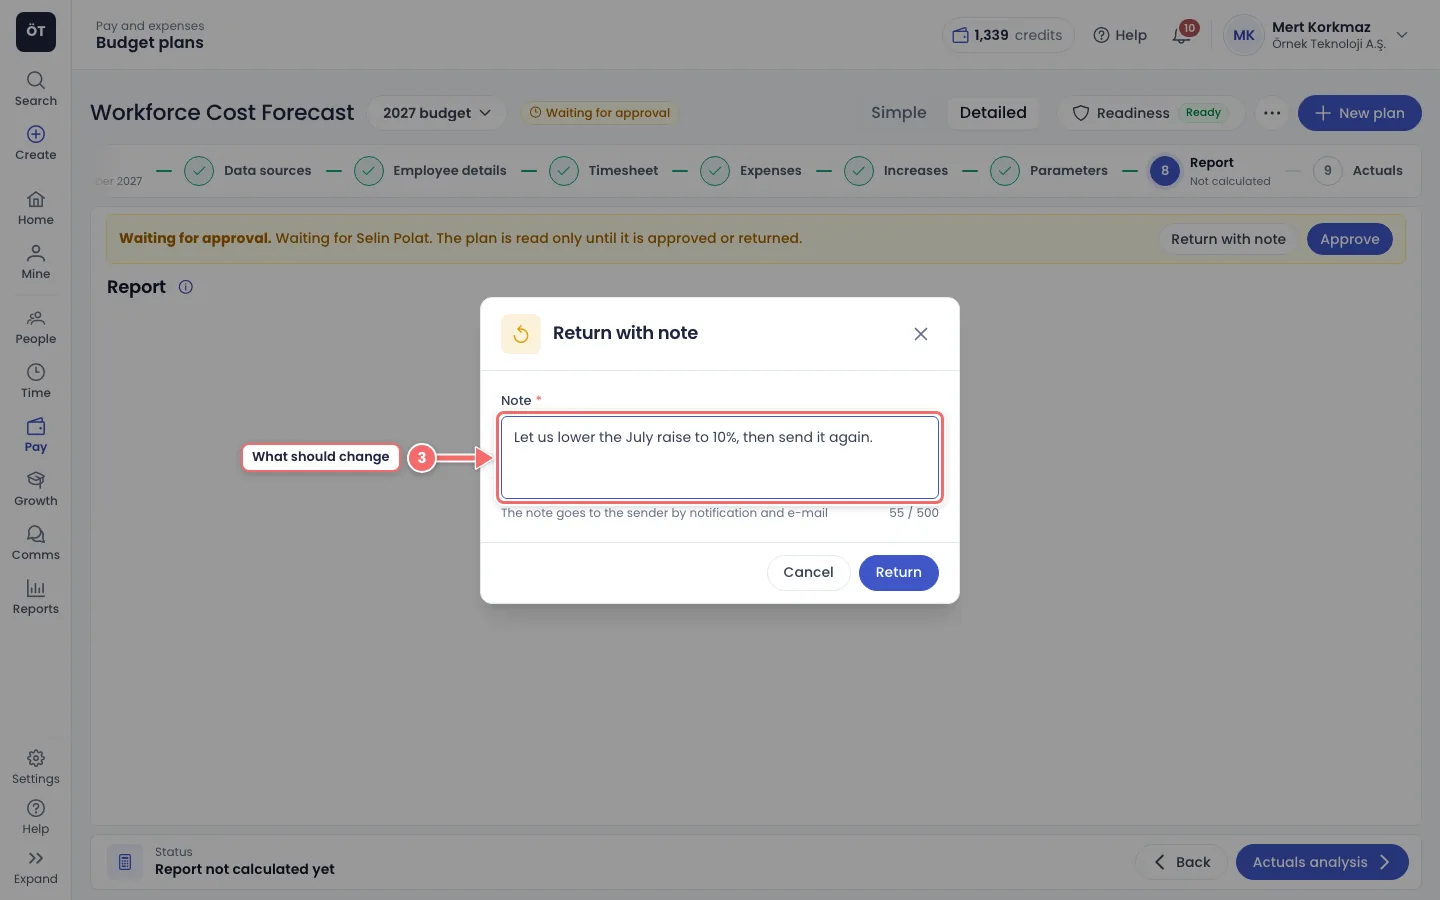 ÖT
Pay and expenses
Budget plans
1,339 credits
Help
10
MK
Mert Korkmaz
Örnek Teknoloji A.Ş.
Search
Create
Home
Mine
People
Time
Pay
Growth
Comms
Reports
Settings
Help
Expand
Workforce Cost Forecast
2027 budget
Waiting for approval
Simple
Detailed
Readiness
Ready
New plan
2027
Data sources
Employee details
Timesheet
Expenses
Increases
Parameters
8
Report
Not calculated
9
Actuals
Waiting for approval. Waiting for Selin Polat. The plan is read only until it is approved or returned.
Return with note
Approve
Report
Return with note
Note *
Let us lower the July raise to 10%, then send it again.
What should change
3
The note goes to the sender by notification and e-mail
55 / 500
Cancel
Return
Status
Report not calculated yet
Back
Actuals analysis